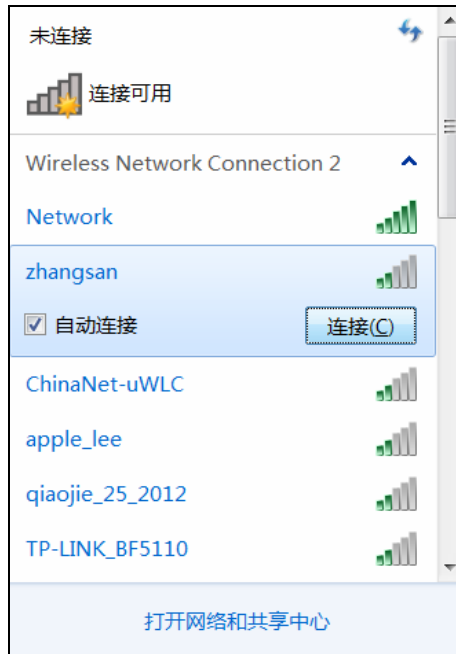 未连接
连接可用
Wireless Network Connection 2
Network
zhangsan
自动连接
连接(C)
ChinaNet-uWLC
apple_lee
qiaojie_25_2012
TP-LINK_BF5110
打开网络和共享中心